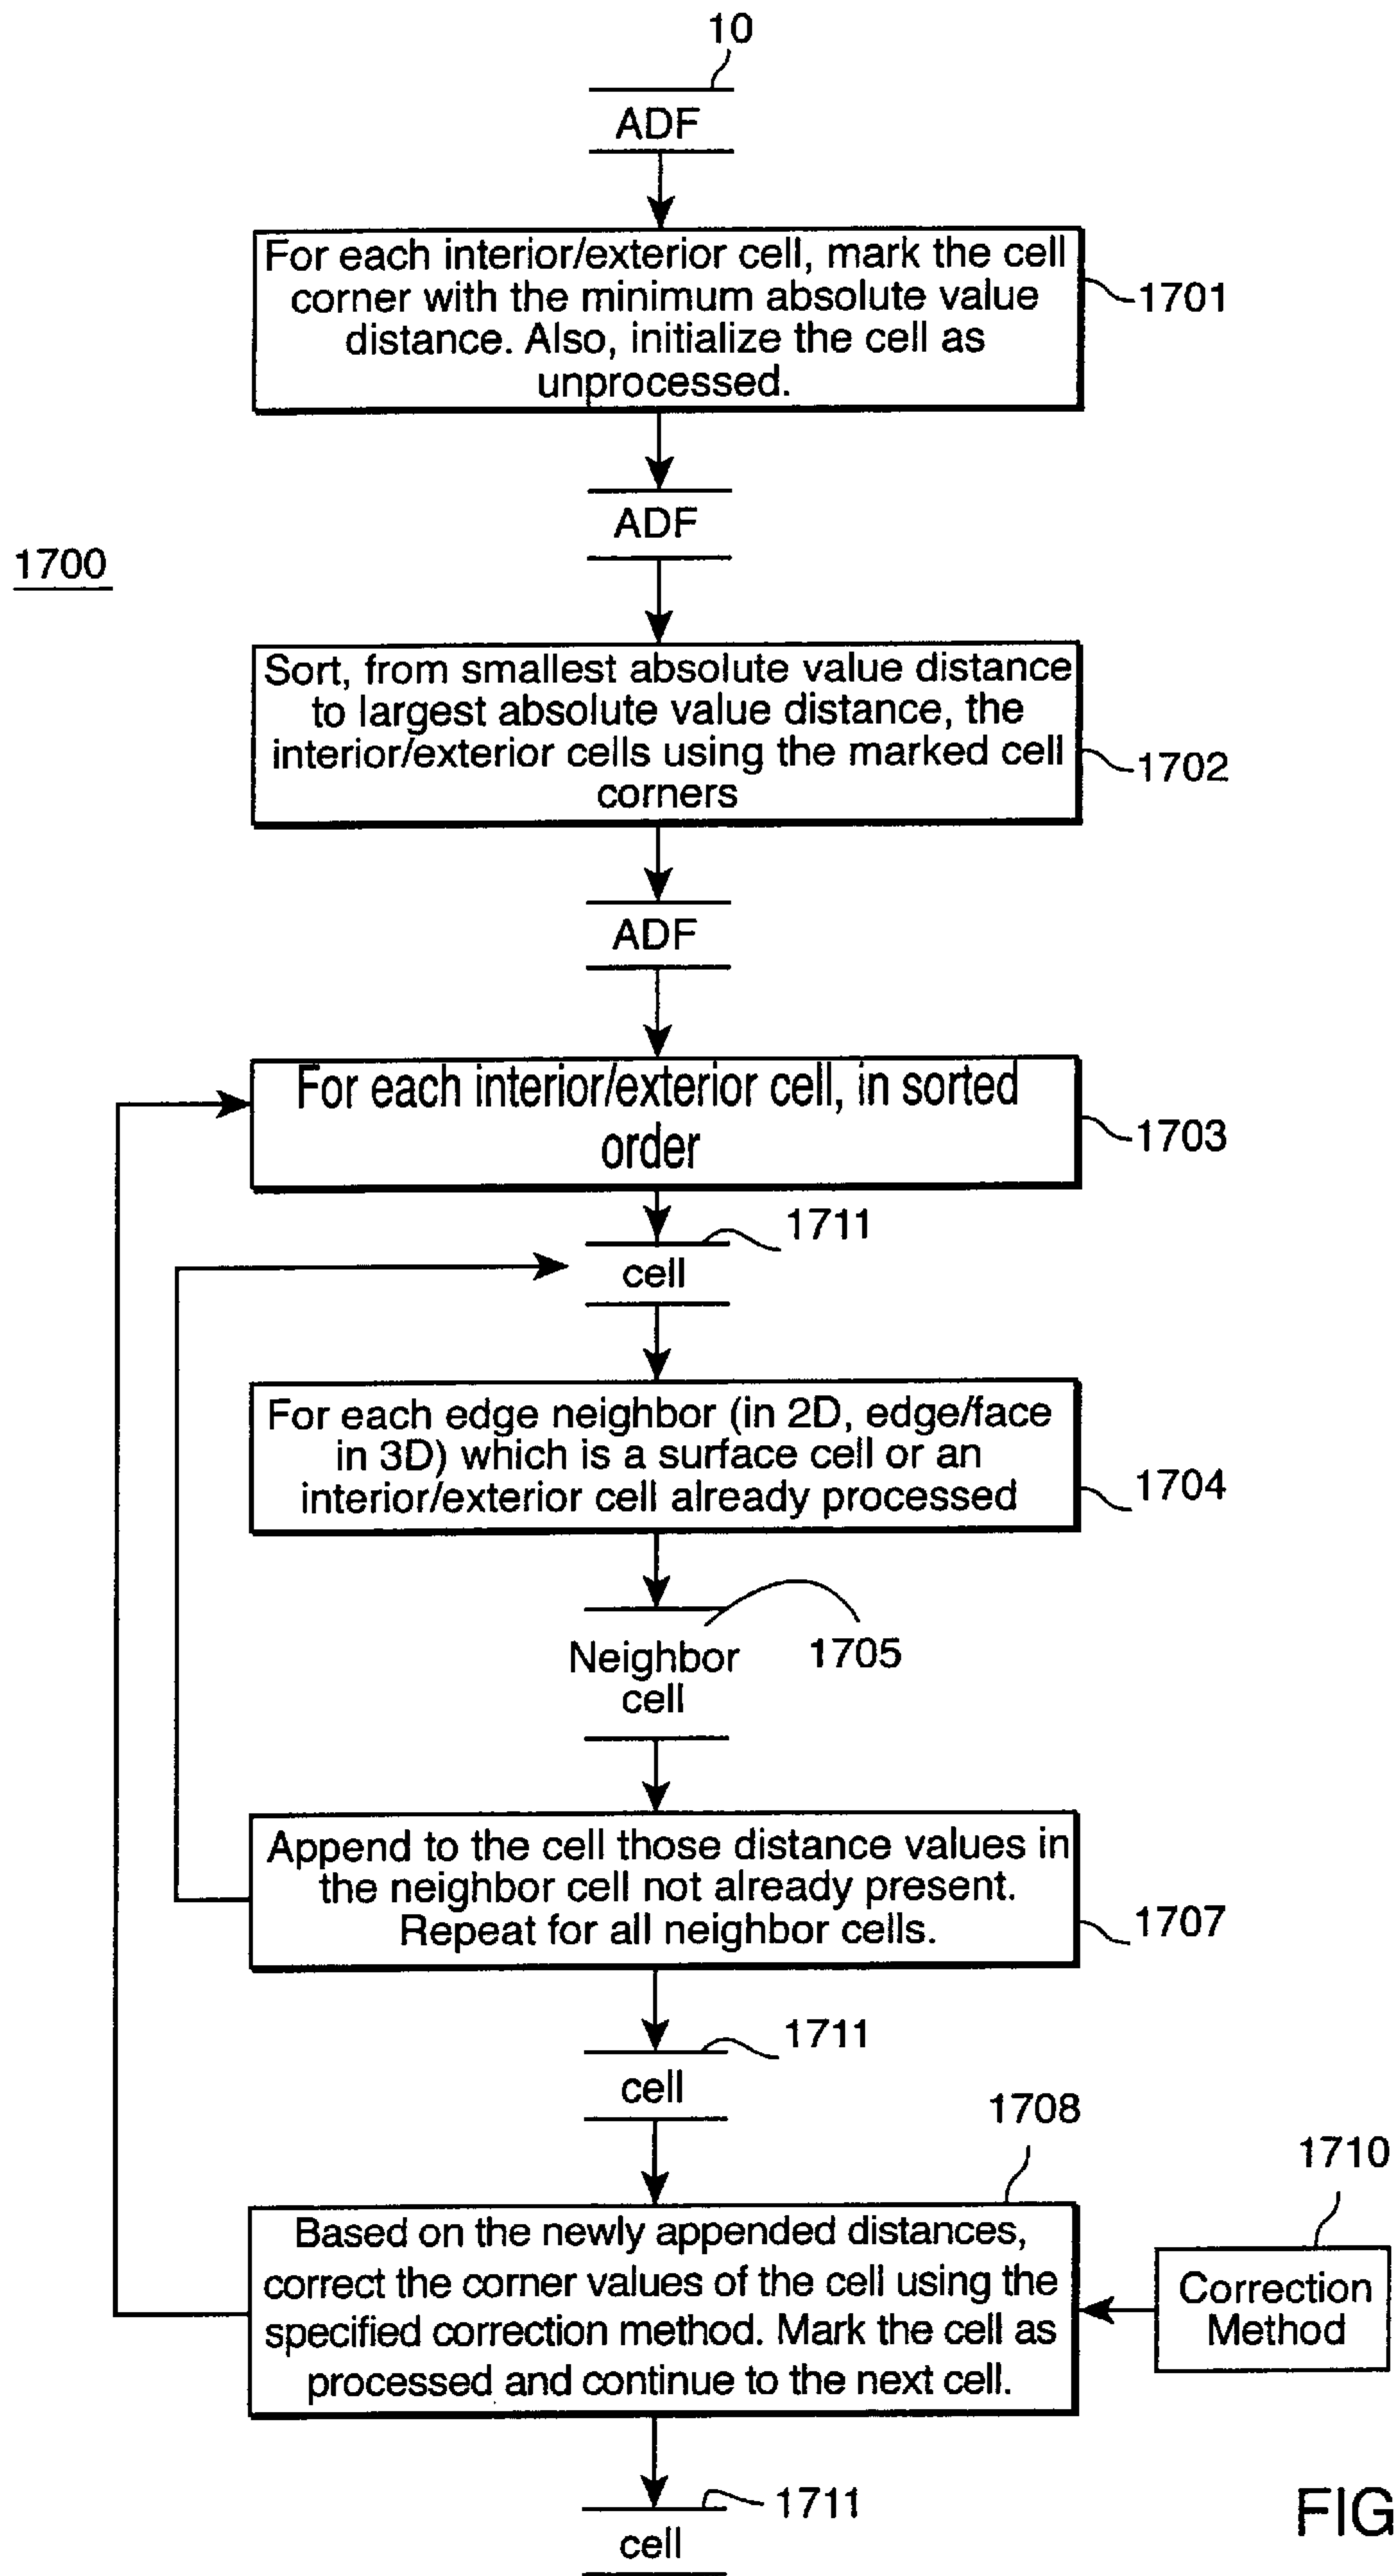 10
ADF
For each interior/exterior cell, mark the cell
corner with the minimum absolute value
distance. Also, initialize the cell as
unprocessed.
1701
ADF
1700
Sort, from smallest absolute value distance
to largest absolute value distance, the
interior/exterior cells using the marked cell
corners
1702
ADF
For each interior/exterior cell, in sorted
order
1703
1711
cell
For each edge neighbor (in 2D, edge/face
in 3D) which is a surface cell or an
interior/exterior cell already processed
1704
Neighbor
cell
1705
Append to the cell those distance values in
the neighbor cell not already present.
Repeat for all neighbor cells.
1707
1711
cell
1708
1710
Based on the newly appended distances,
correct the corner values of the cell using the
specified correction method. Mark the cell as
processed and continue to the next cell.
Correction
Method
1711
cell
FIG